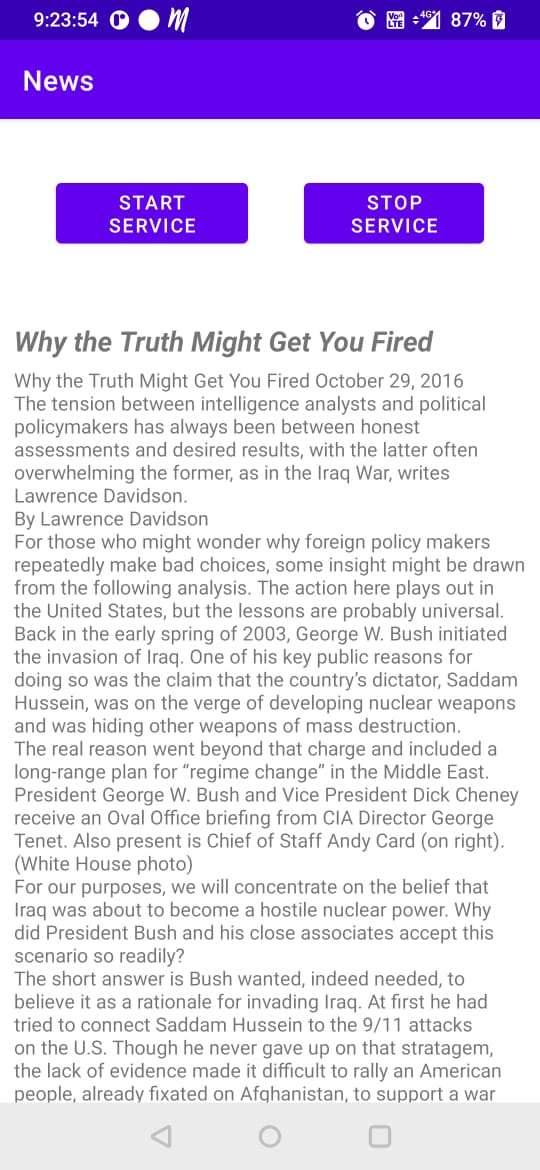 9:23:54
Vo)) LTE
4G+
87%
News
START
SERVICE
STOP
SERVICE
Why the Truth Might Get You Fired
Why the Truth Might Get You Fired October 29, 2016
The tension between intelligence analysts and political
policymakers has always been between honest
assessments and desired results, with the latter often
overwhelming the former, as in the Iraq War, writes
Lawrence Davidson.
By Lawrence Davidson
For those who might wonder why foreign policy makers
repeatedly make bad choices, some insight might be drawn
from the following analysis. The action here plays out in
the United States, but the lessons are probably universal.
Back in the early spring of 2003, George W. Bush initiated
the invasion of Iraq. One of his key public reasons for
doing so was the claim that the country’s dictator, Saddam
Hussein, was on the verge of developing nuclear weapons
and was hiding other weapons of mass destruction.
The real reason went beyond that charge and included a
long-range plan for “regime change” in the Middle East.
President George W. Bush and Vice President Dick Cheney
receive an Oval Office briefing from CIA Director George
Tenet. Also present is Chief of Staff Andy Card (on right).
(White House photo)
For our purposes, we will concentrate on the belief that
Iraq was about to become a hostile nuclear power. Why
did President Bush and his close associates accept this
scenario so readily?
The short answer is Bush wanted, indeed needed, to
believe it as a rationale for invading Iraq. At first he had
tried to connect Saddam Hussein to the 9/11 attacks
on the U.S. Though he never gave up on that stratagem,
the lack of evidence made it difficult to rally an American
people, already fixated on Afghanistan, to support a war